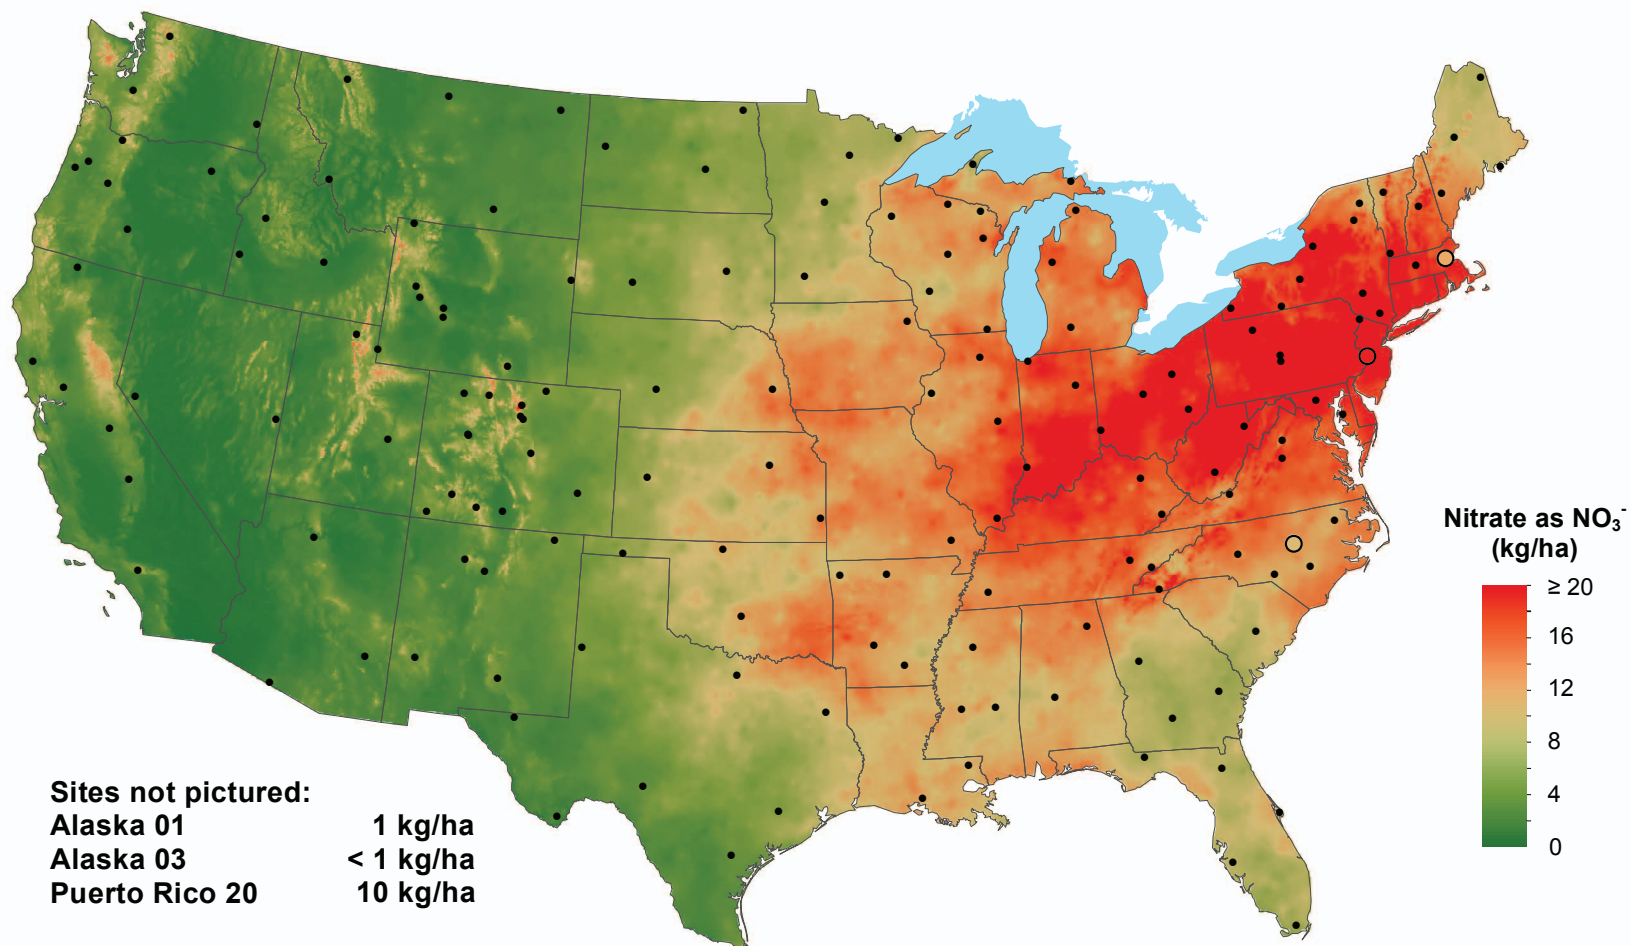 Nitrate as NO₃⁻
(kg/ha)
≥ 20
16
12
8
4
0
Sites not pictured:
Alaska 01 1 kg/ha
Alaska 03 < 1 kg/ha
Puerto Rico 20 10 kg/ha